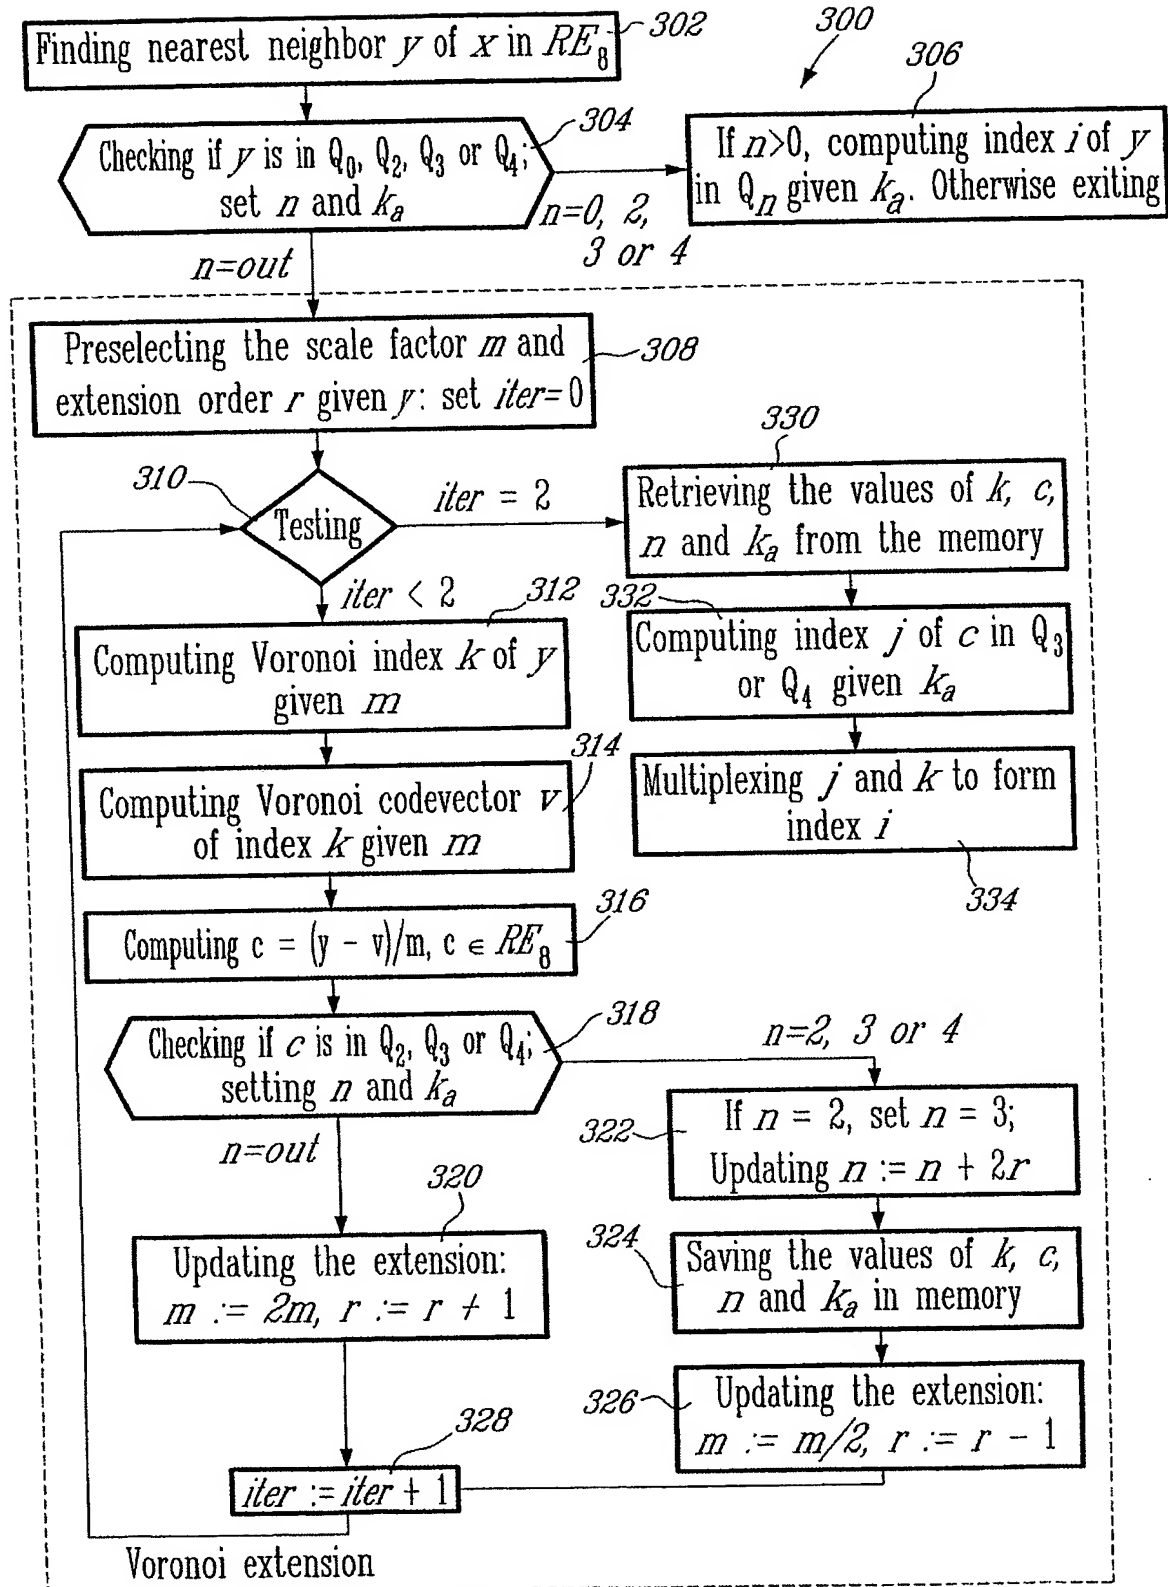 302
Finding nearest neighbor y of x in RE8
300
306
304
Checking if y is in Q0, Q2, Q3 or Q4;
set n and ka
If n>0, computing index i of y
in Qn given ka. Otherwise exiting
n=0, 2,
3 or 4
n=out
Preselecting the scale factor m and
extension order r given y: set iter=0
308
310
Testing
iter = 2
330
Retrieving the values of k, c,
n and ka from the memory
iter < 2
312
332
Computing Voronoi index k of y
given m
Computing index j of c in Q3
or Q4 given ka
314
Computing Voronoi codevector v
of index k given m
Multiplexing j and k to form
index i
334
316
Computing c = (y - v)/m, c ∈ RE8
318
Checking if c is in Q2, Q3 or Q4;
setting n and ka
n=2, 3 or 4
n=out
322
If n = 2, set n = 3;
Updating n := n + 2r
320
Updating the extension:
m := 2m, r := r + 1
324
Saving the values of k, c,
n and ka in memory
326
Updating the extension:
m := m/2, r := r - 1
328
iter := iter + 1
Voronoi extension